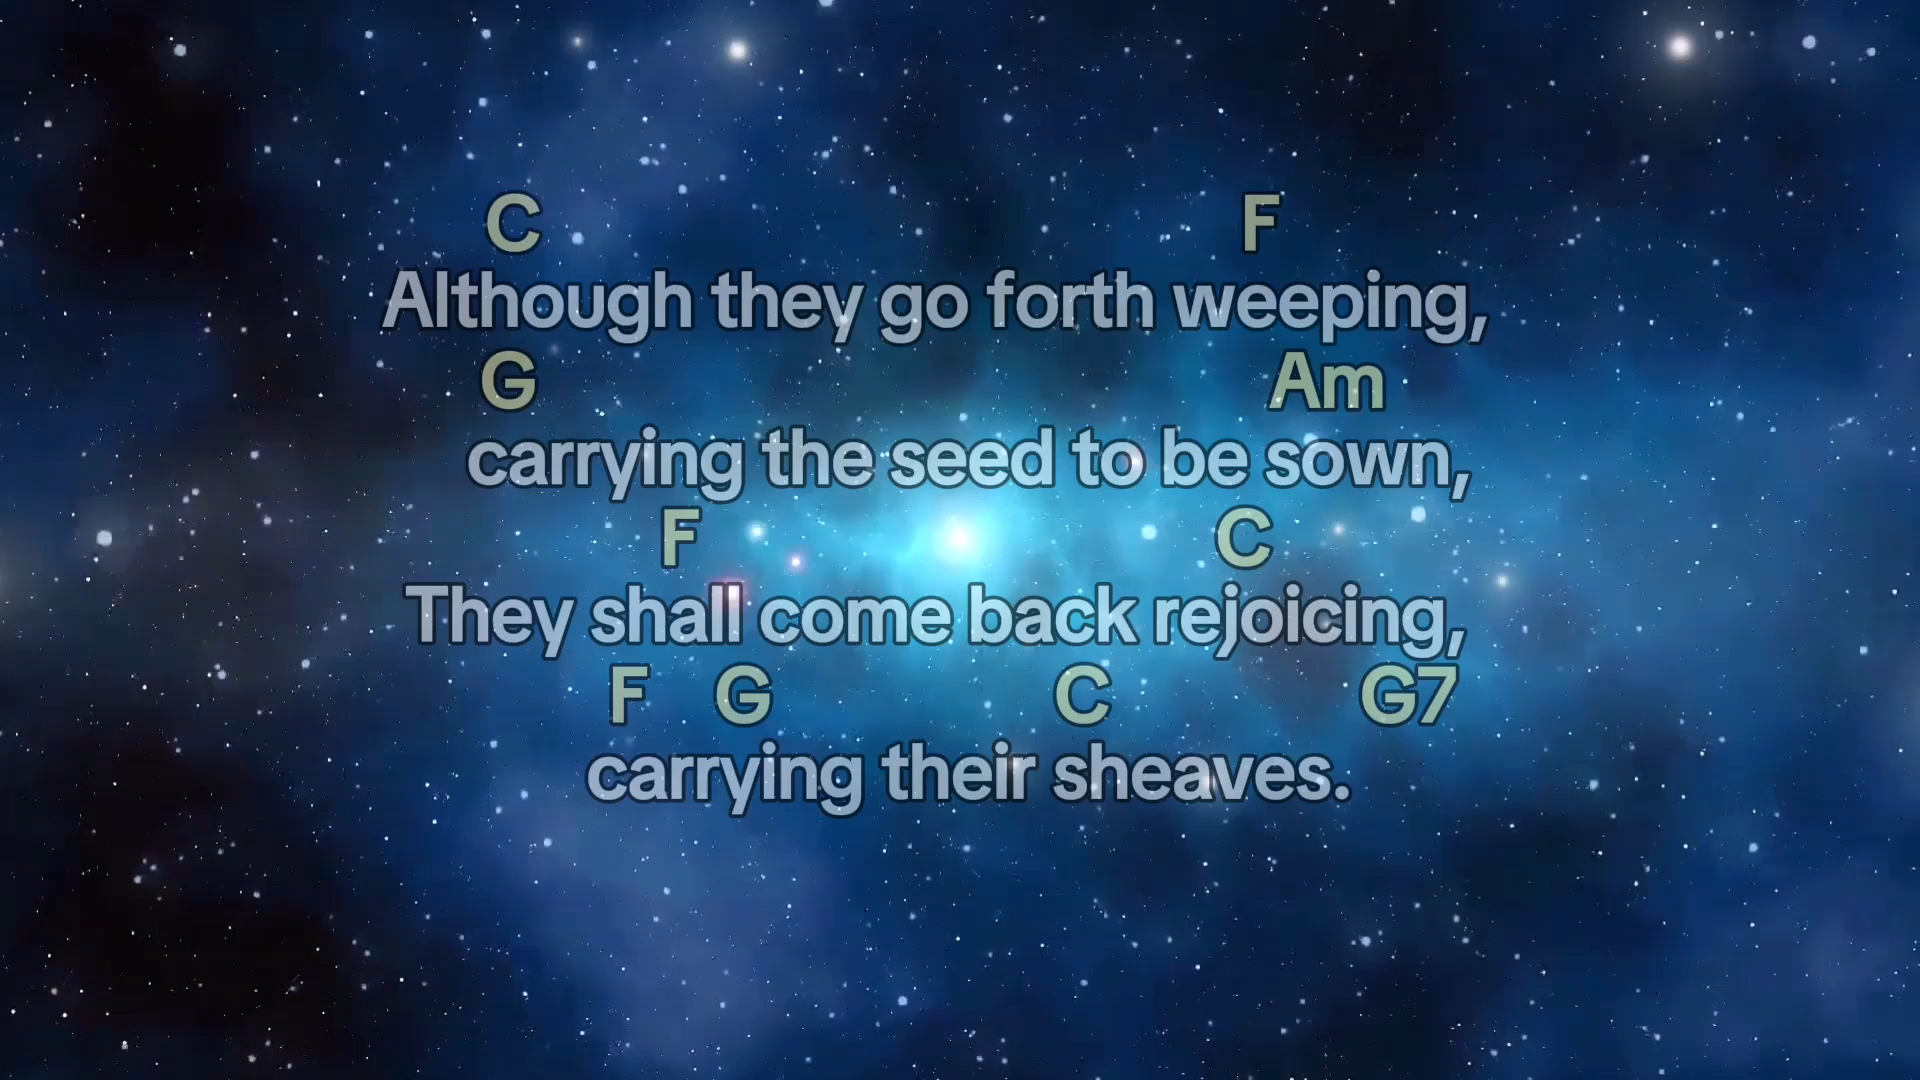 C F
Although they go forth weeping,
G Am
carrying the seed to be sown,
F C
They shall come back rejoicing,
F G C G7
carrying their sheaves.